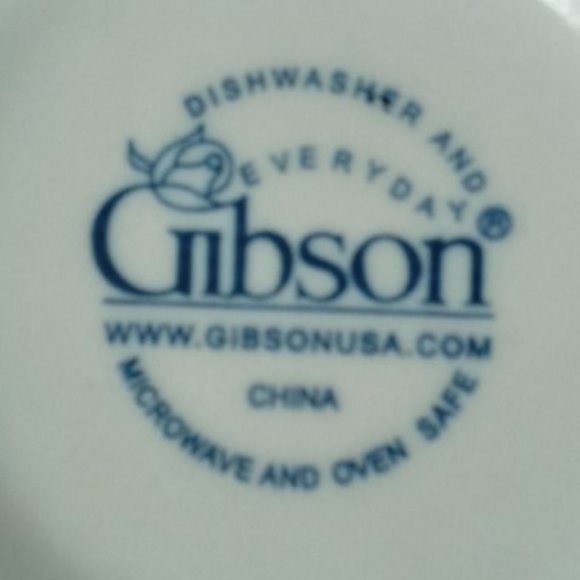 DISHWASHER AND
EVERYDAY
Gibson®
WWW.GIBSONUSA.COM
CHINA
MICROWAVE AND OVEN SAFE